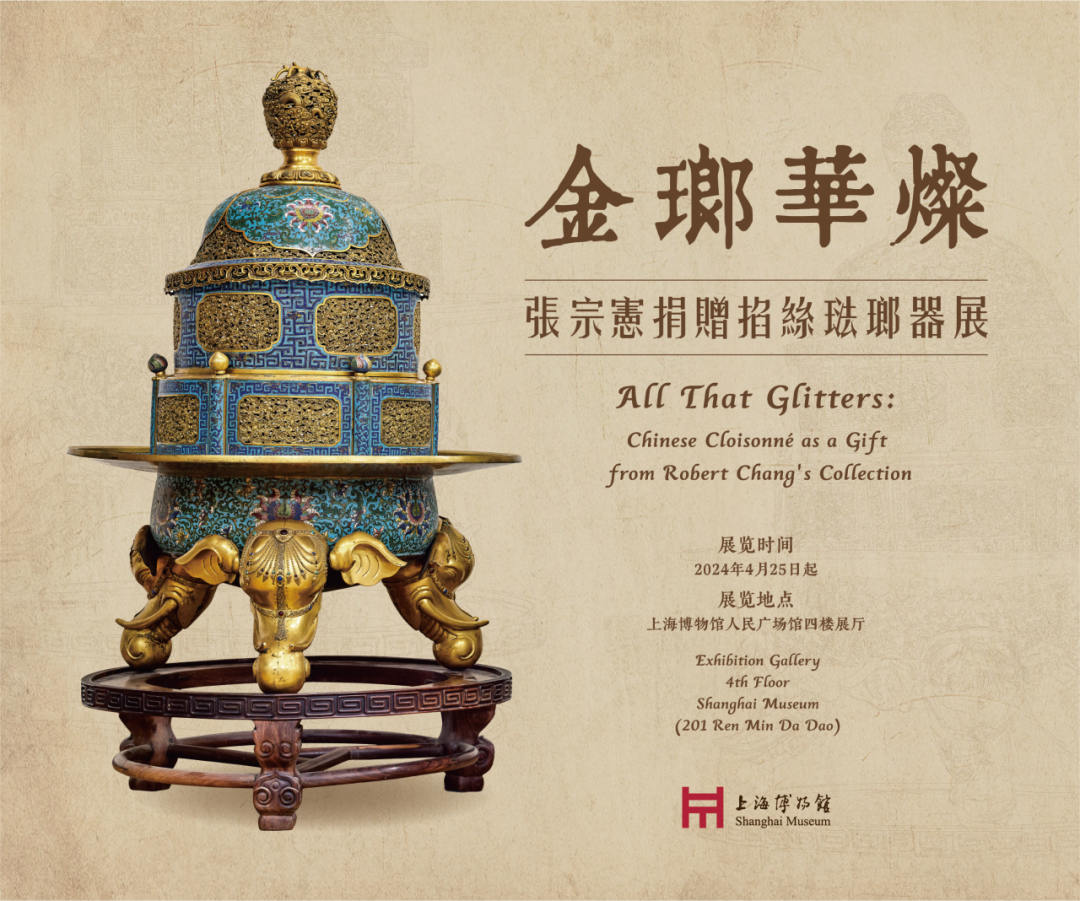 金瑯華燦
張宗憲捐贈掐絲琺瑯器展
All That Glitters:
Chinese Cloisonné as a Gift
from Robert Chang's Collection
展览时间
2024年4月25日起
展览地点
上海博物馆人民广场馆四楼展厅
Exhibition Gallery
4th Floor
Shanghai Museum
(201 Ren Min Da Dao)
上海博物館
Shanghai Museum